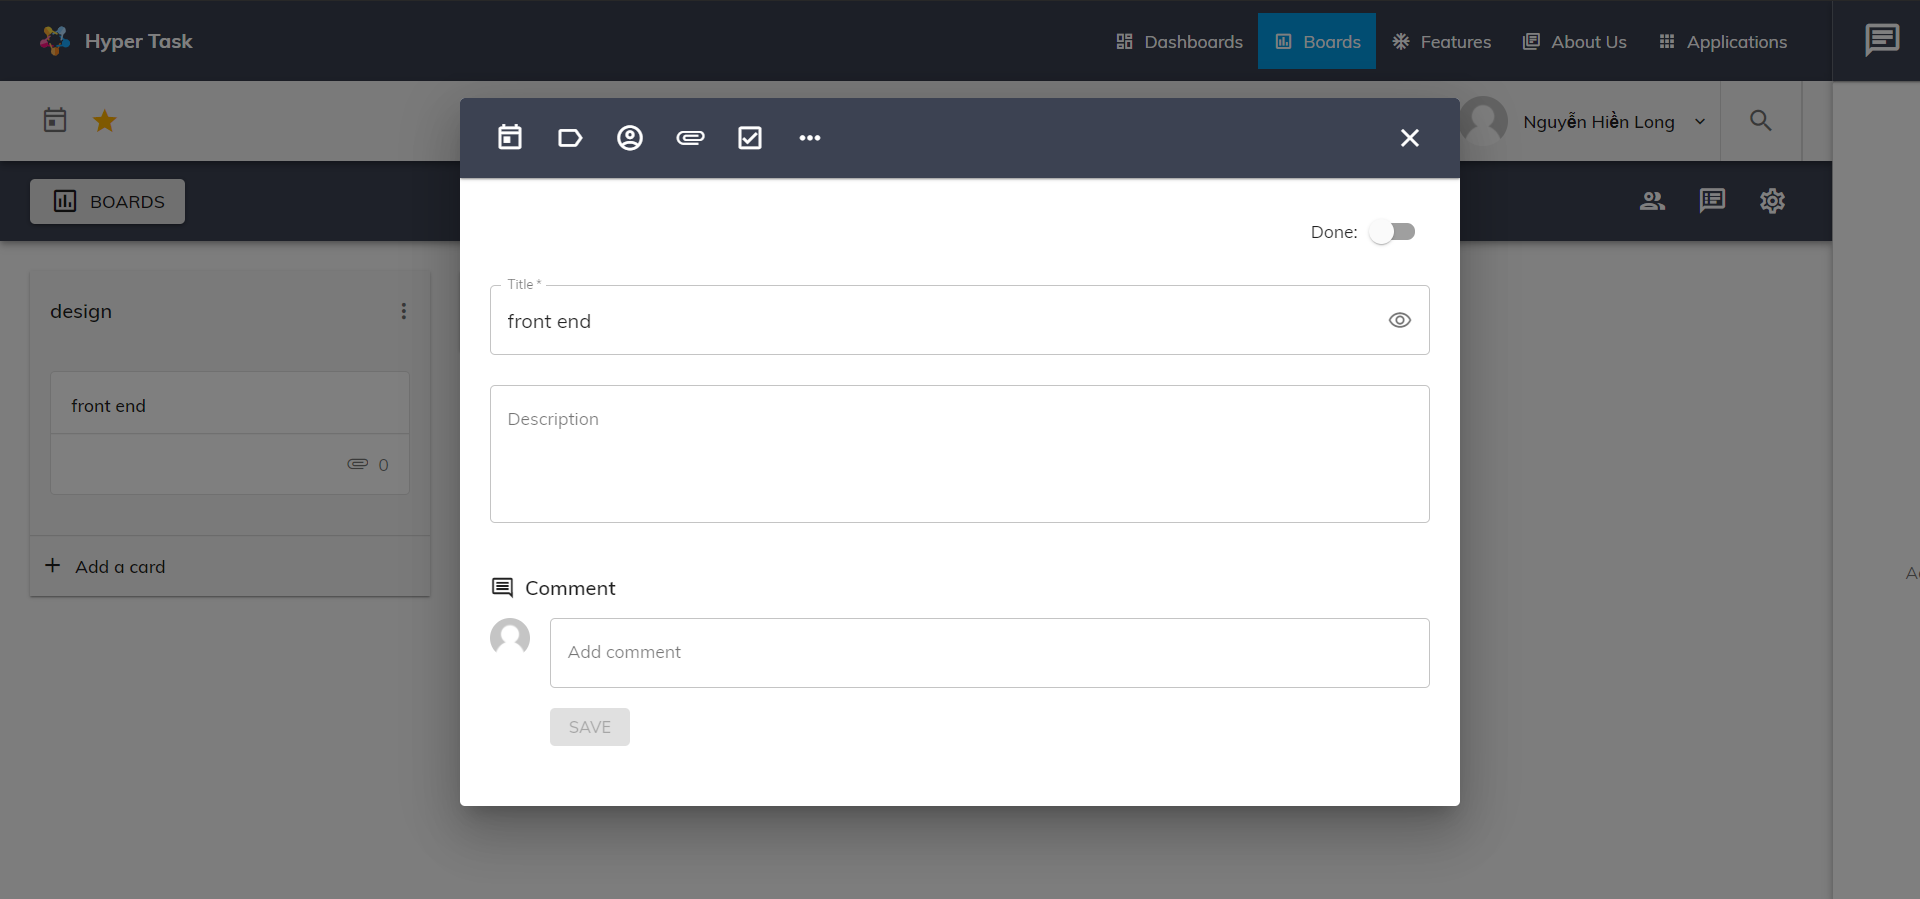 Hyper Task
Dashboards
Boards
Features
About Us
Applications
Nguyễn Hiền Long
BOARDS
Done:
design
Title *
front end
front end
Description
0
Add a card
Comment
Add comment
SAVE